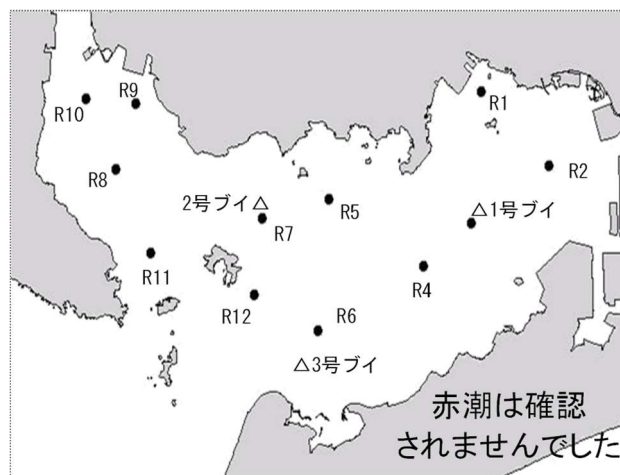 R9
R10
R1
R8
R2
2号ブイ△
R5
△1号ブイ
R7
R11
R4
R12
R6
△3号ブイ
赤潮は確認
されませんでした